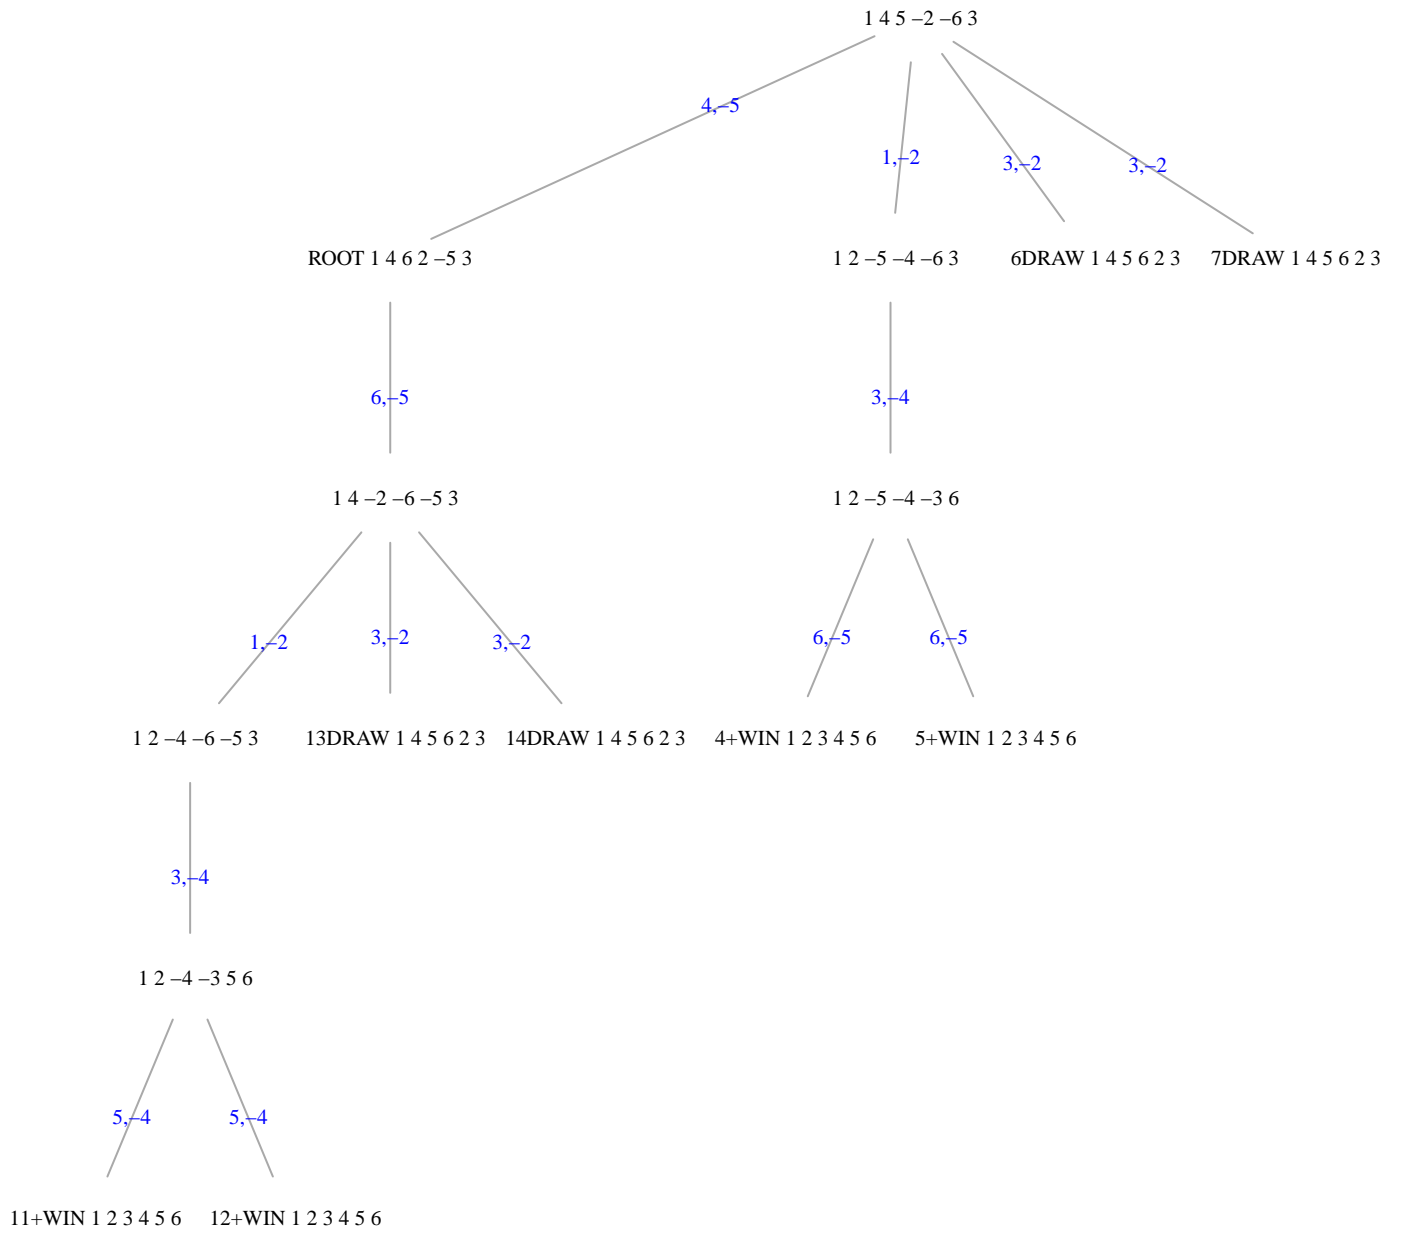 1 4 5 –2 –6 3
4,–5
1,–2
3,–2
3,–2
ROOT 1 4 6 2 –5 3
1 2 –5 –4 –6 3
6DRAW 1 4 5 6 2 3
7DRAW 1 4 5 6 2 3
6,–5
3,–4
1 4 –2 –6 –5 3
1 2 –5 –4 –3 6
1,–2
3,–2
3,–2
6,–5
6,–5
1 2 –4 –6 –5 3
13DRAW 1 4 5 6 2 3
14DRAW 1 4 5 6 2 3
4+WIN 1 2 3 4 5 6
5+WIN 1 2 3 4 5 6
3,–4
1 2 –4 –3 5 6
5,–4
5,–4
11+WIN 1 2 3 4 5 6
12+WIN 1 2 3 4 5 6